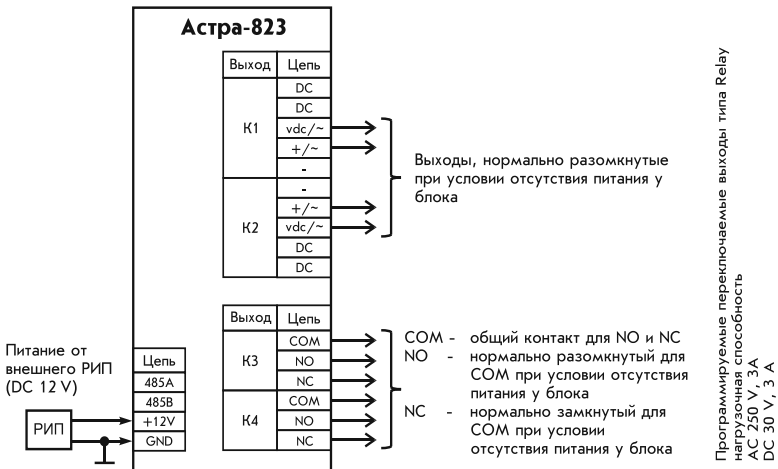 Астра-823
Выход Цепь
К1
DC
DC
vdc/~
+/~
-
К2
-
+/~
vdc/~
DC
DC
Выходы, нормально разомкнутые
при условии отсутствия питания у
блока
Выход Цепь
К3
COM
NO
NC
К4
COM
NO
NC
COM - общий контакт для NO и NC
NO - нормально разомкнутый для
COM при условии отсутствия
питания у блока
NC - нормально замкнутый для
COM при условии
отсутствия питания у блока
Питание от
внешнего РИП
(DC 12 V)
РИП
Цепь
485A
485B
+12V
GND
Программируемые переключаемые выходы типа Relay
нагрузочная способность
AC 250 V, 3A
DC 30 V, 3 A